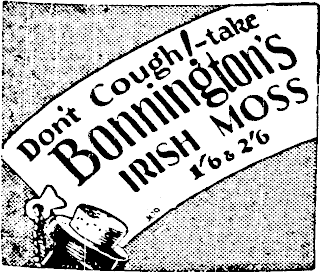 Don't Cough!-take
Bonnington's
IRISH MOSS
1'6 & 2'6